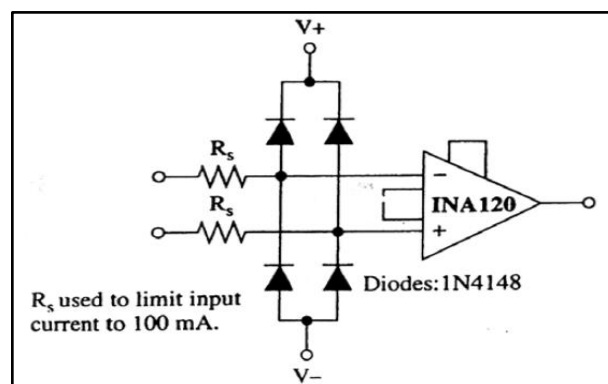 V+
Rs
Rs
−
INA120
+
Diodes:1N4148
Rs used to limit input
current to 100 mA.
V−